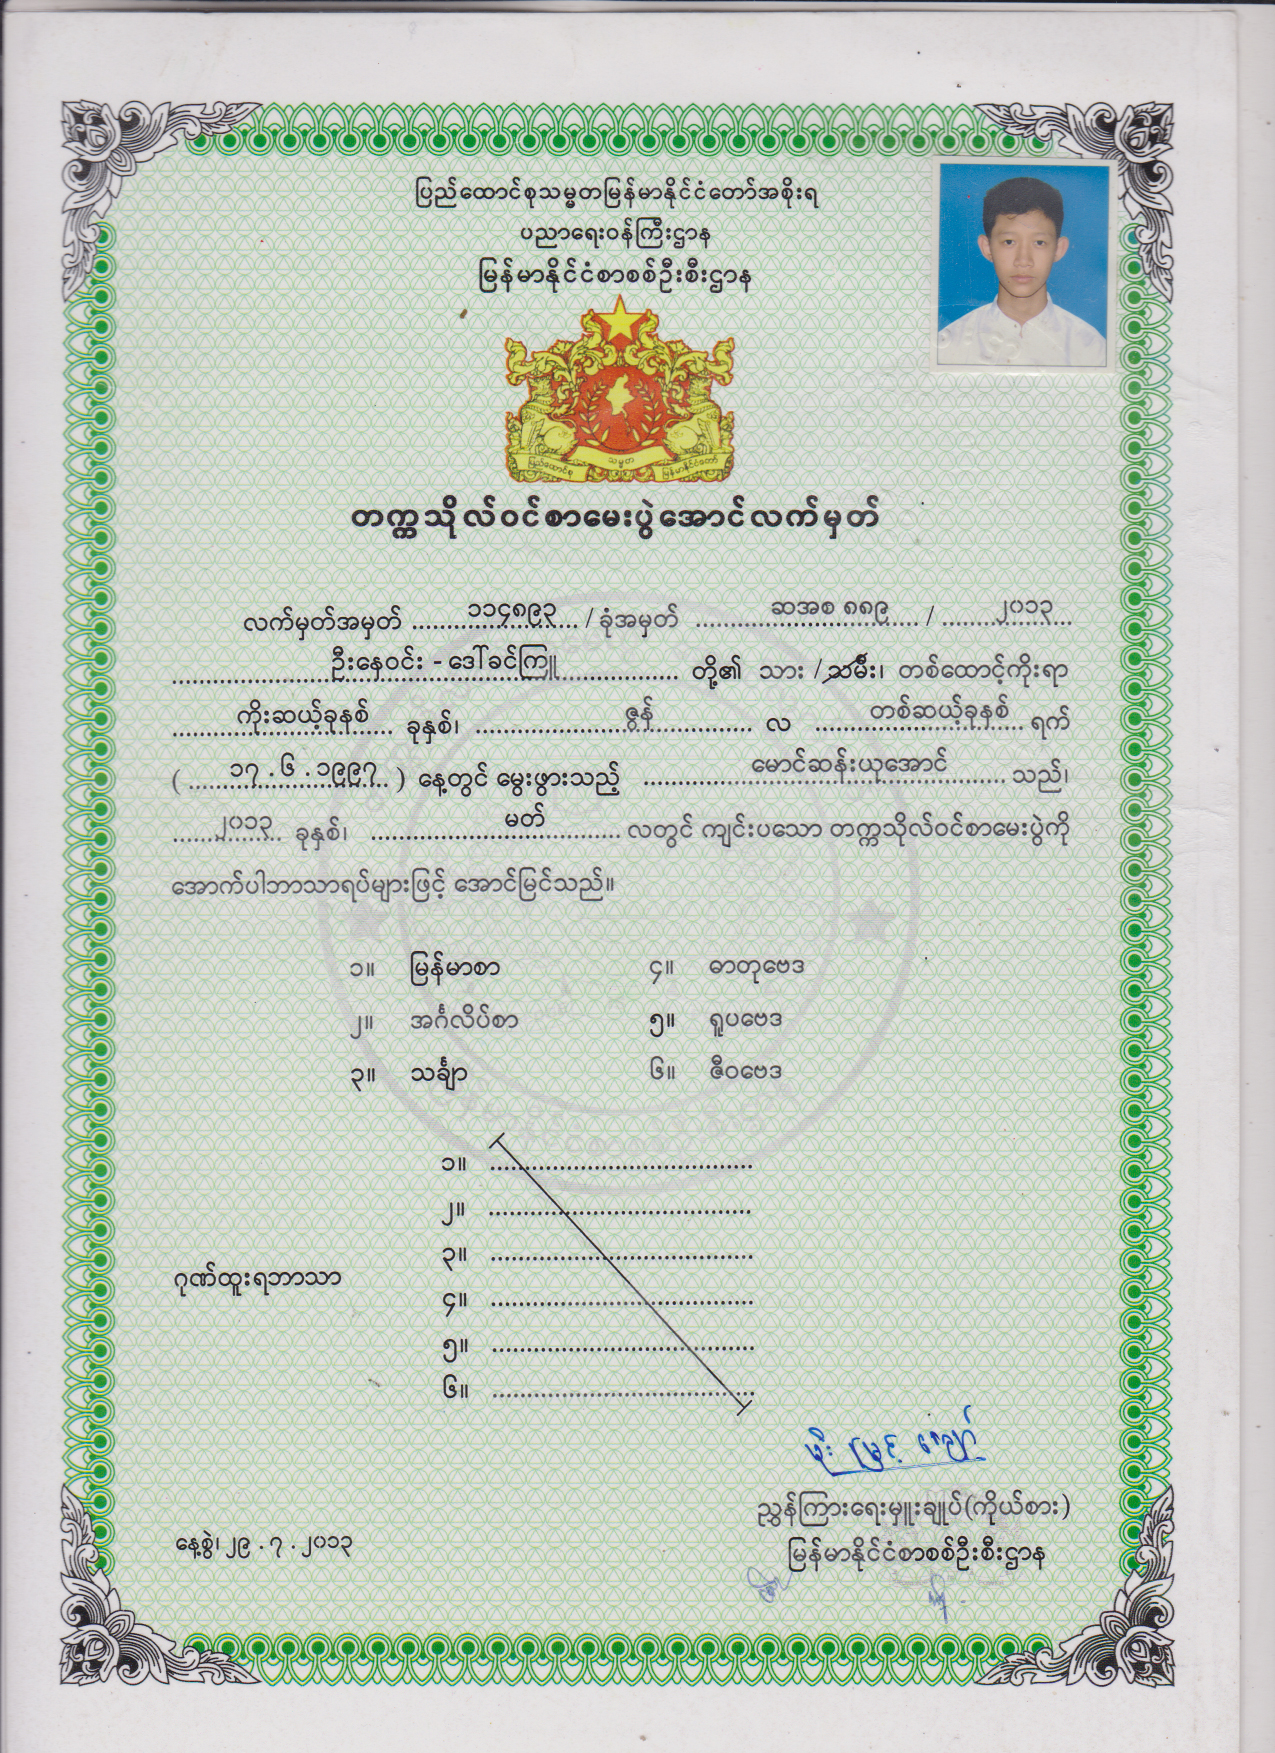 ပြည်ထောင်စုသမ္မတမြန်မာနိုင်ငံတော်အစိုးရ
ပညာရေးဝန်ကြီးဌာန
မြန်မာနိုင်ငံစာစစ်ဦးစီးဌာန
ပြည်ထောင်စု သမ္မတ မြန်မာနိုင်ငံတော်
တက္ကသိုလ်ဝင်စာမေးပွဲအောင်လက်မှတ်
လက်မှတ်အမှတ် ၁၁၄၈၉၃ / ခုံအမှတ် ဆအစ ၈၈၉ / ၂၀၁၃
ဦးနေဝင်း - ဒေါ်ခင်ကြူ တို့၏ သား / သမီး၊ တစ်ထောင့်ကိုးရာ
ကိုးဆယ့်ခုနစ် ခုနှစ်၊ ဇွန် လ တစ်ဆယ့်ခုနစ် ရက်
( ၁၇ . ၆ . ၁၉၉၇ ) နေ့တွင် မွေးဖွားသည့် မောင်ဆန်းယုအောင် သည်၊
၂၀၁၃ ခုနှစ်၊ မတ် လတွင် ကျင်းပသော တက္ကသိုလ်ဝင်စာမေးပွဲကို
အောက်ပါဘာသာရပ်များဖြင့် အောင်မြင်သည်။
၁။ မြန်မာစာ ၄။ ဓာတုဗေဒ
၂။ အင်္ဂလိပ်စာ ၅။ ရူပဗေဒ
၃။ သင်္ချာ ၆။ ဇီဝဗေဒ
၁။
၂။
၃။
ဂုဏ်ထူးရဘာသာ
၄။
၅။
၆။
ဖိုးမြင့်ကျော်
ညွှန်ကြားရေးမှူးချုပ်(ကိုယ်စား)
နေ့စွဲ၊ ၂၉ . ၇ . ၂၀၁၃
မြန်မာနိုင်ငံစာစစ်ဦးစီးဌာန